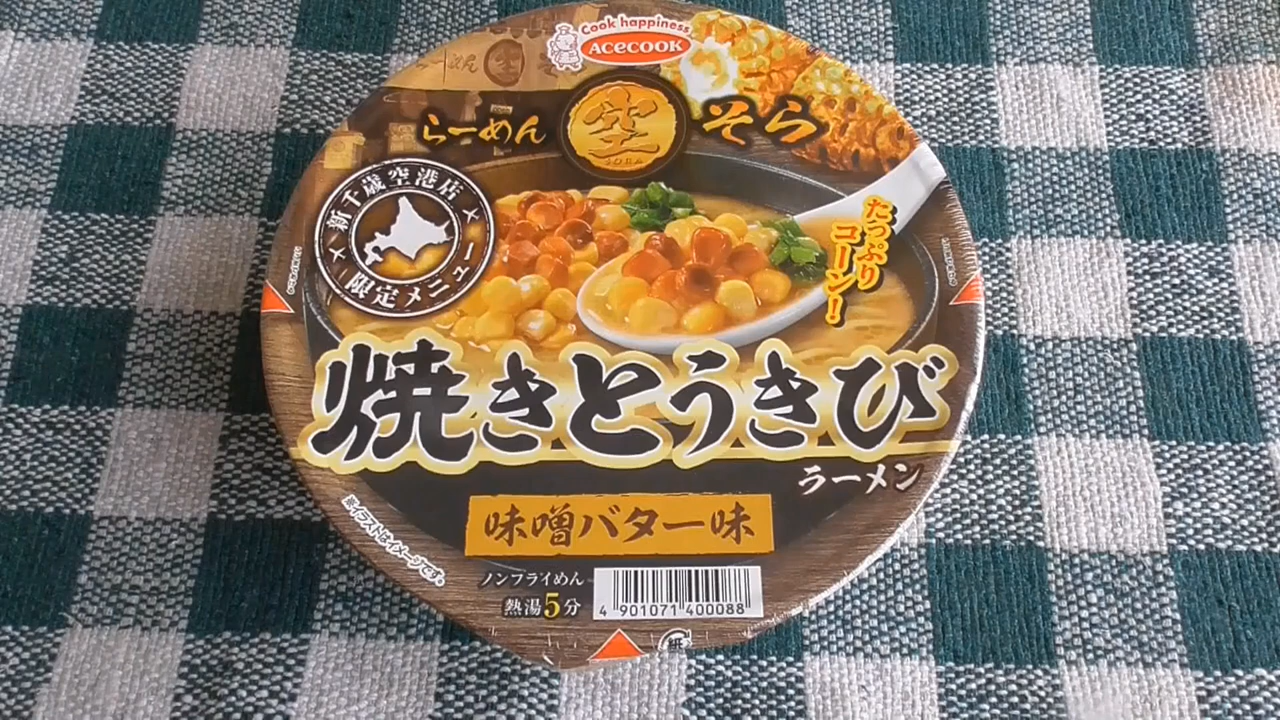 Cook happiness
ACECOOK
らーめん 空 そら
SORA
新千歳空港店
限定メニュー
たっぷり
コーン!
焼きとうきび
ラーメン
味噌バター味
※イラストはイメージです。
ノンフライめん
熱湯5分
4 901071 400088
紙